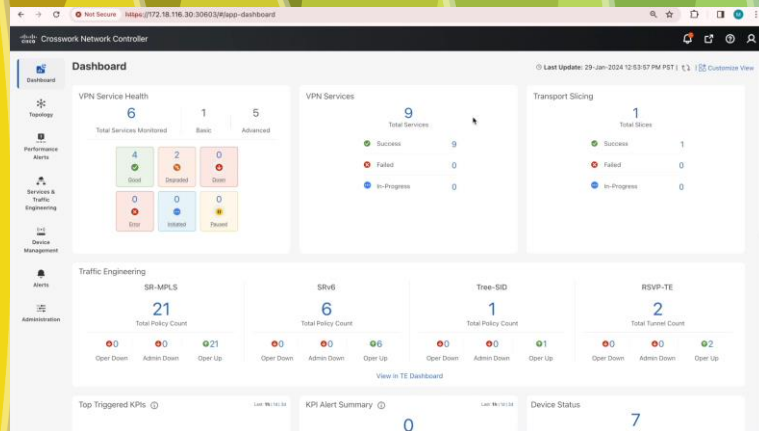 Not Secure https://172.18.116.30:30603/#/app-dashboard
CISCO Crosswork Network Controller
Dashboard
Topology
Performance Alerts
Services & Traffic Engineering
Device Management
Alerts
Administration
Dashboard
Last Update: 29-Jan-2024 12:53:57 PM PST | Customize View
VPN Service Health
6 1 5
Total Services Monitored Basic Advanced
4 2 0
Good Degraded Down
0 0 0
Error Initiated Paused
VPN Services
9
Total Services
Success 9
Failed 0
In-Progress 0
Transport Slicing
1
Total Slices
Success 1
Failed 0
In-Progress 0
Traffic Engineering
SR-MPLS SRv6 Tree-SID RSVP-TE
21 6 1 2
Total Policy Count Total Policy Count Total Policy Count Total Tunnel Count
0 0 21 0 0 6 0 0 1 0 0 2
Oper Down Admin Down Oper Up Oper Down Admin Down Oper Up Oper Down Admin Down Oper Up Oper Down Admin Down Oper Up
View in TE Dashboard
Top Triggered KPIs
KPI Alert Summary
0
Device Status
7